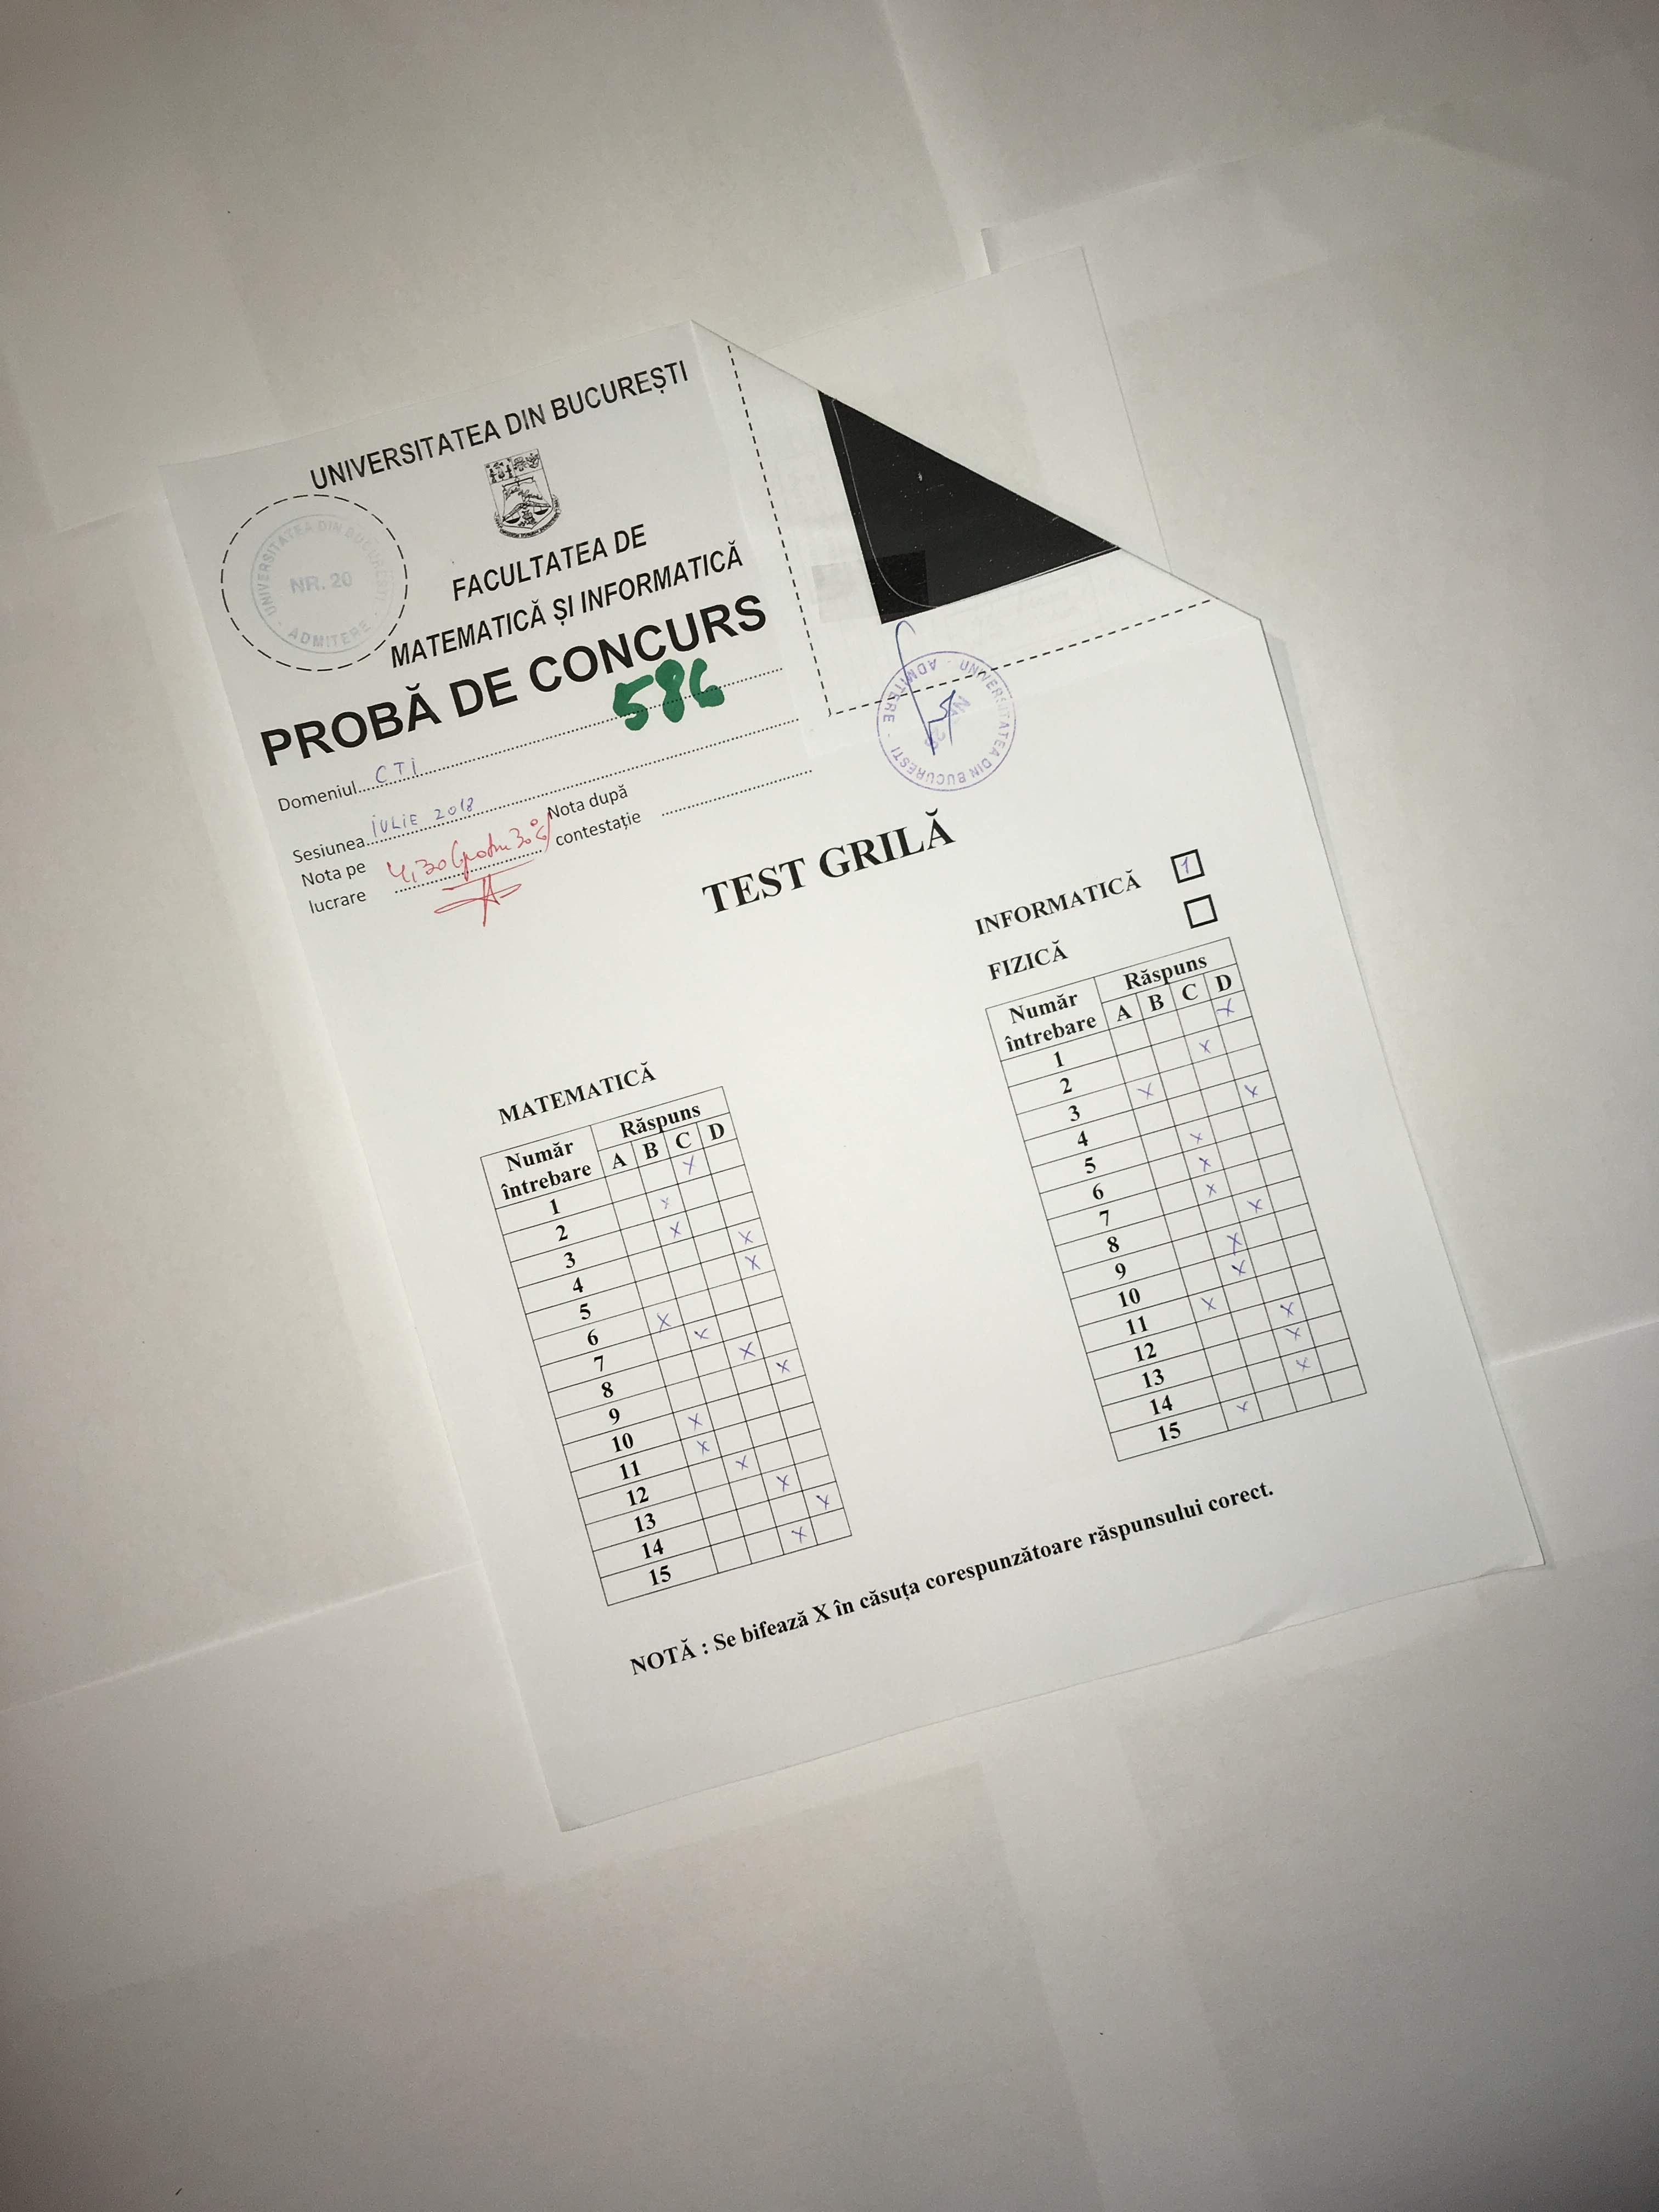 UNIVERSITATEA DIN BUCUREȘTI
UNIVERSITATEA DIN BUCUREȘTI · ADMITERE ·
NR. 20
FACULTATEA DE
MATEMATICĂ ȘI INFORMATICĂ
PROBĂ DE CONCURS
586
Domeniul CTI
Sesiunea IULIE 2018
Nota pe lucrare 4,30 (patru 30%)
Nota după contestație
UNIVERSITATEA DIN BUCUREȘTI · ADMITERE ·
TEST GRILĂ
INFORMATICĂ 1
FIZICĂ
MATEMATICĂ
Număr întrebare Răspuns
A B C D
1 X
2 X
3 X
4 X
5 X
6 X
7 X
8 X
9 X
10 X
11 X
12 X
13 X
14 X
15 X
Număr întrebare Răspuns
A B C D
1 X
2 X
3 X
4 X
5 X
6 X
7 X
8 X
9 X
10 X
11 X
12 X
13 X
14 X
15 X
NOTĂ : Se bifează X în căsuța corespunzătoare răspunsului corect.